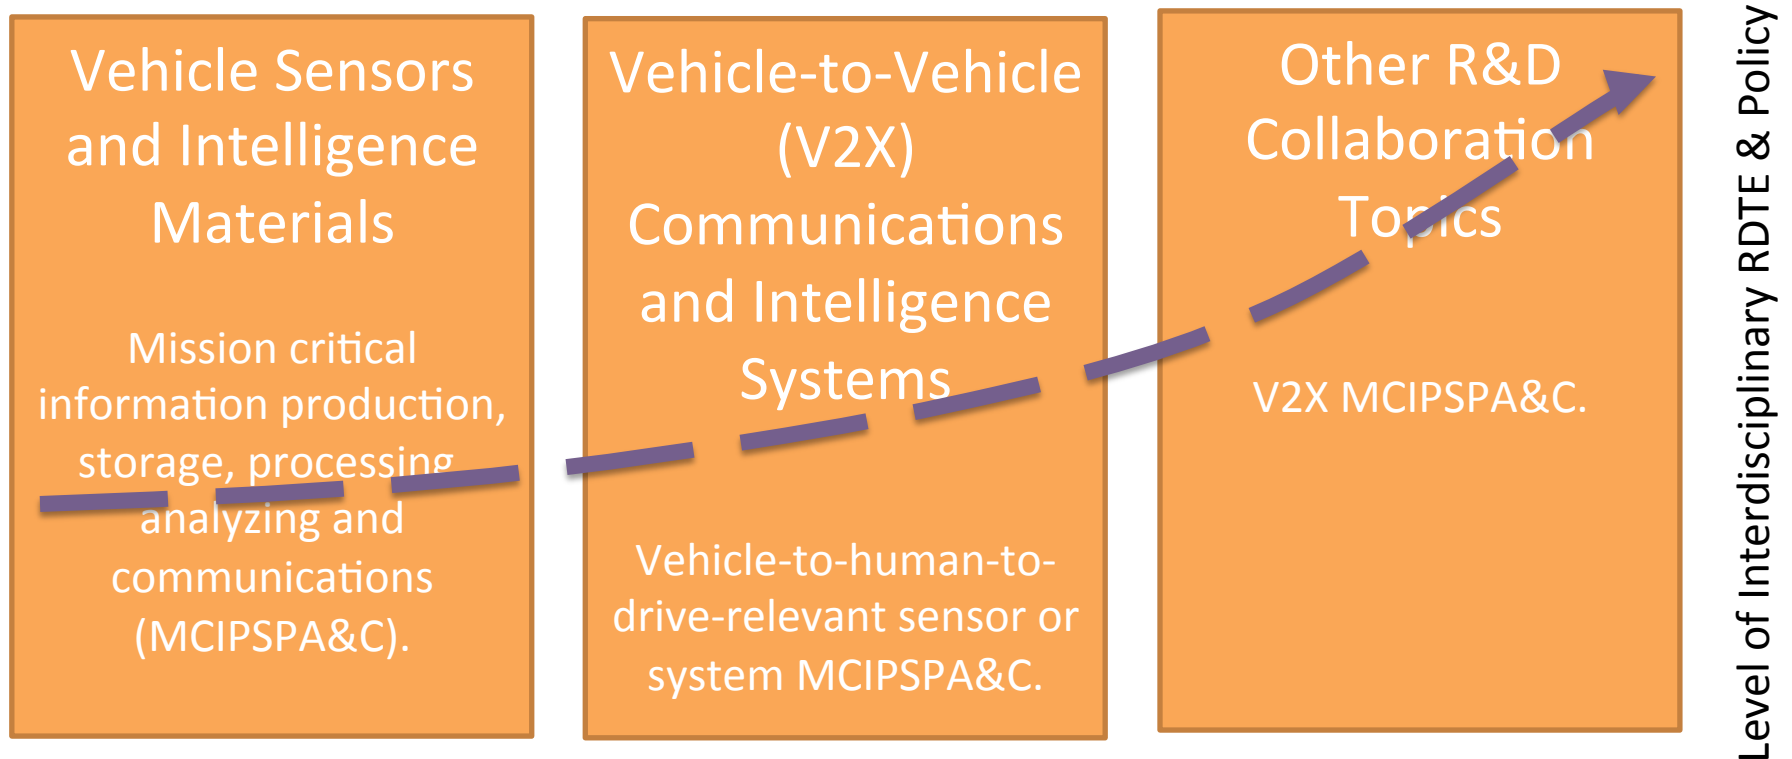 Vehicle Sensors
and Intelligence
Materials
Mission critical
information production,
storage, processing
analyzing and
communications
(MCIPSPA&C).
Vehicle-to-Vehicle
(V2X)
Communications
and Intelligence
Systems
Vehicle-to-human-to-
drive-relevant sensor or
system MCIPSPA&C.
Other R&D
Collaboration
Topics
V2X MCIPSPA&C.
Level of Interdisciplinary RDTE & Policy